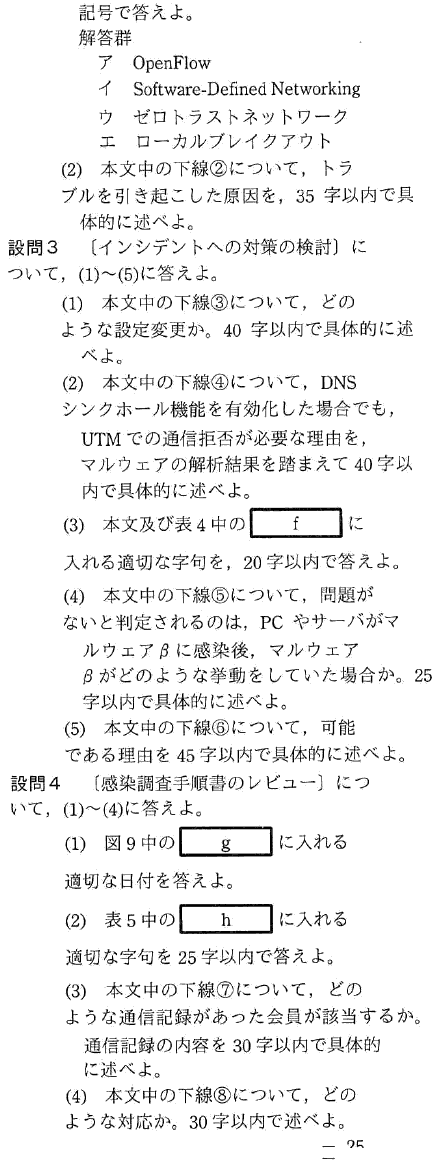 記号で答えよ。
解答群
ア OpenFlow
イ Software-Defined Networking
ウ ゼロトラストネットワーク
エ ローカルブレイクアウト
(2) 本文中の下線②について，トラ
ブルを引き起こした原因を，35 字以内で具
体的に述べよ。
設問3 〔インシデントへの対策の検討〕に
ついて，(1)～(5)に答えよ。
(1) 本文中の下線③について，どの
ような設定変更か。40 字以内で具体的に述
べよ。
(2) 本文中の下線④について，DNS
シンクホール機能を有効化した場合でも，
UTM での通信拒否が必要な理由を，
マルウェアの解析結果を踏まえて 40 字以
内で具体的に述べよ。
(3) 本文及び表 4 中の f に
入れる適切な字句を，20 字以内で答えよ。
(4) 本文中の下線⑤について，問題が
ないと判定されるのは，PC やサーバがマ
ルウェアβに感染後，マルウェア
βがどのような挙動をしていた場合か。25
字以内で具体的に述べよ。
(5) 本文中の下線⑥について，可能
である理由を 45 字以内で具体的に述べよ。
設問4 〔感染調査手順書のレビュー〕につ
いて，(1)～(4)に答えよ。
(1) 図 9 中の g に入れる
適切な日付を答えよ。
(2) 表 5 中の h に入れる
適切な字句を 25 字以内で答えよ。
(3) 本文中の下線⑦について，どの
ような通信記録があった会員が該当するか。
通信記録の内容を 30 字以内で具体的
に述べよ。
(4) 本文中の下線⑧について，どの
ような対応か。30 字以内で述べよ。